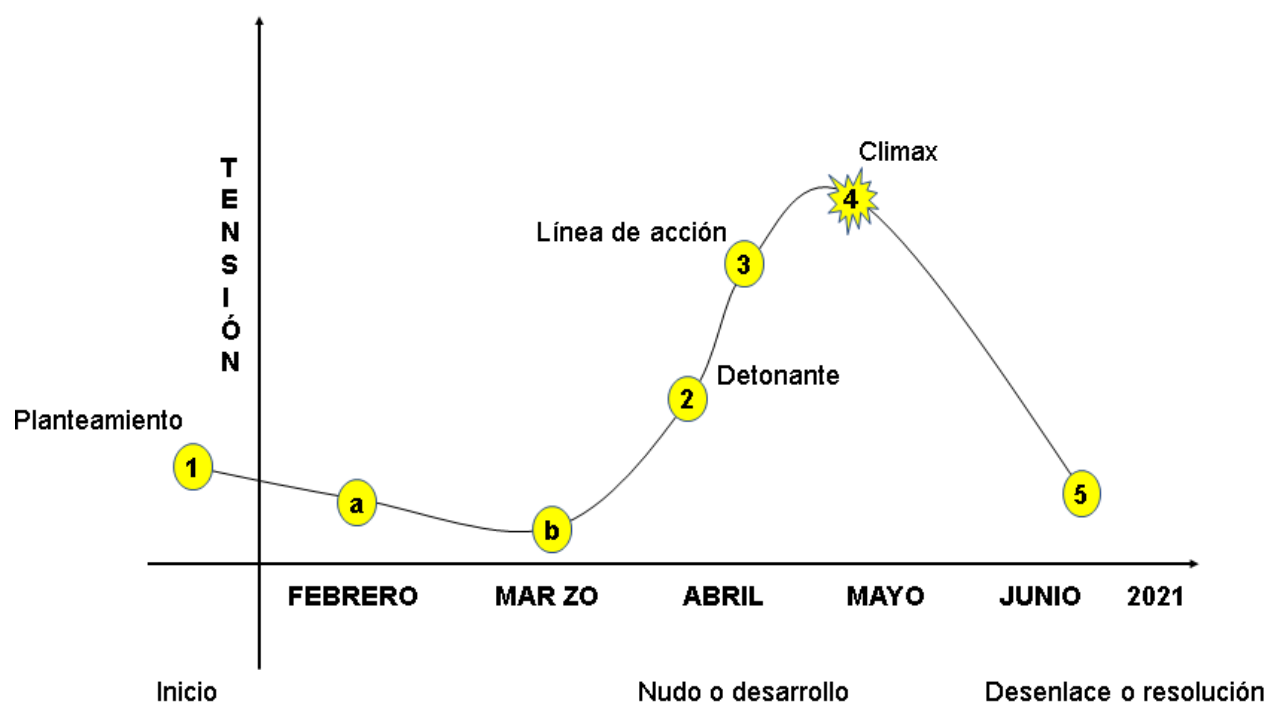 TENSIÓN
Climax
4
Línea de acción
3
Detonante
2
Planteamiento
1
a
b
5
FEBRERO MAR ZO ABRIL MAYO JUNIO 2021
Inicio Nudo o desarrollo Desenlace o resolución